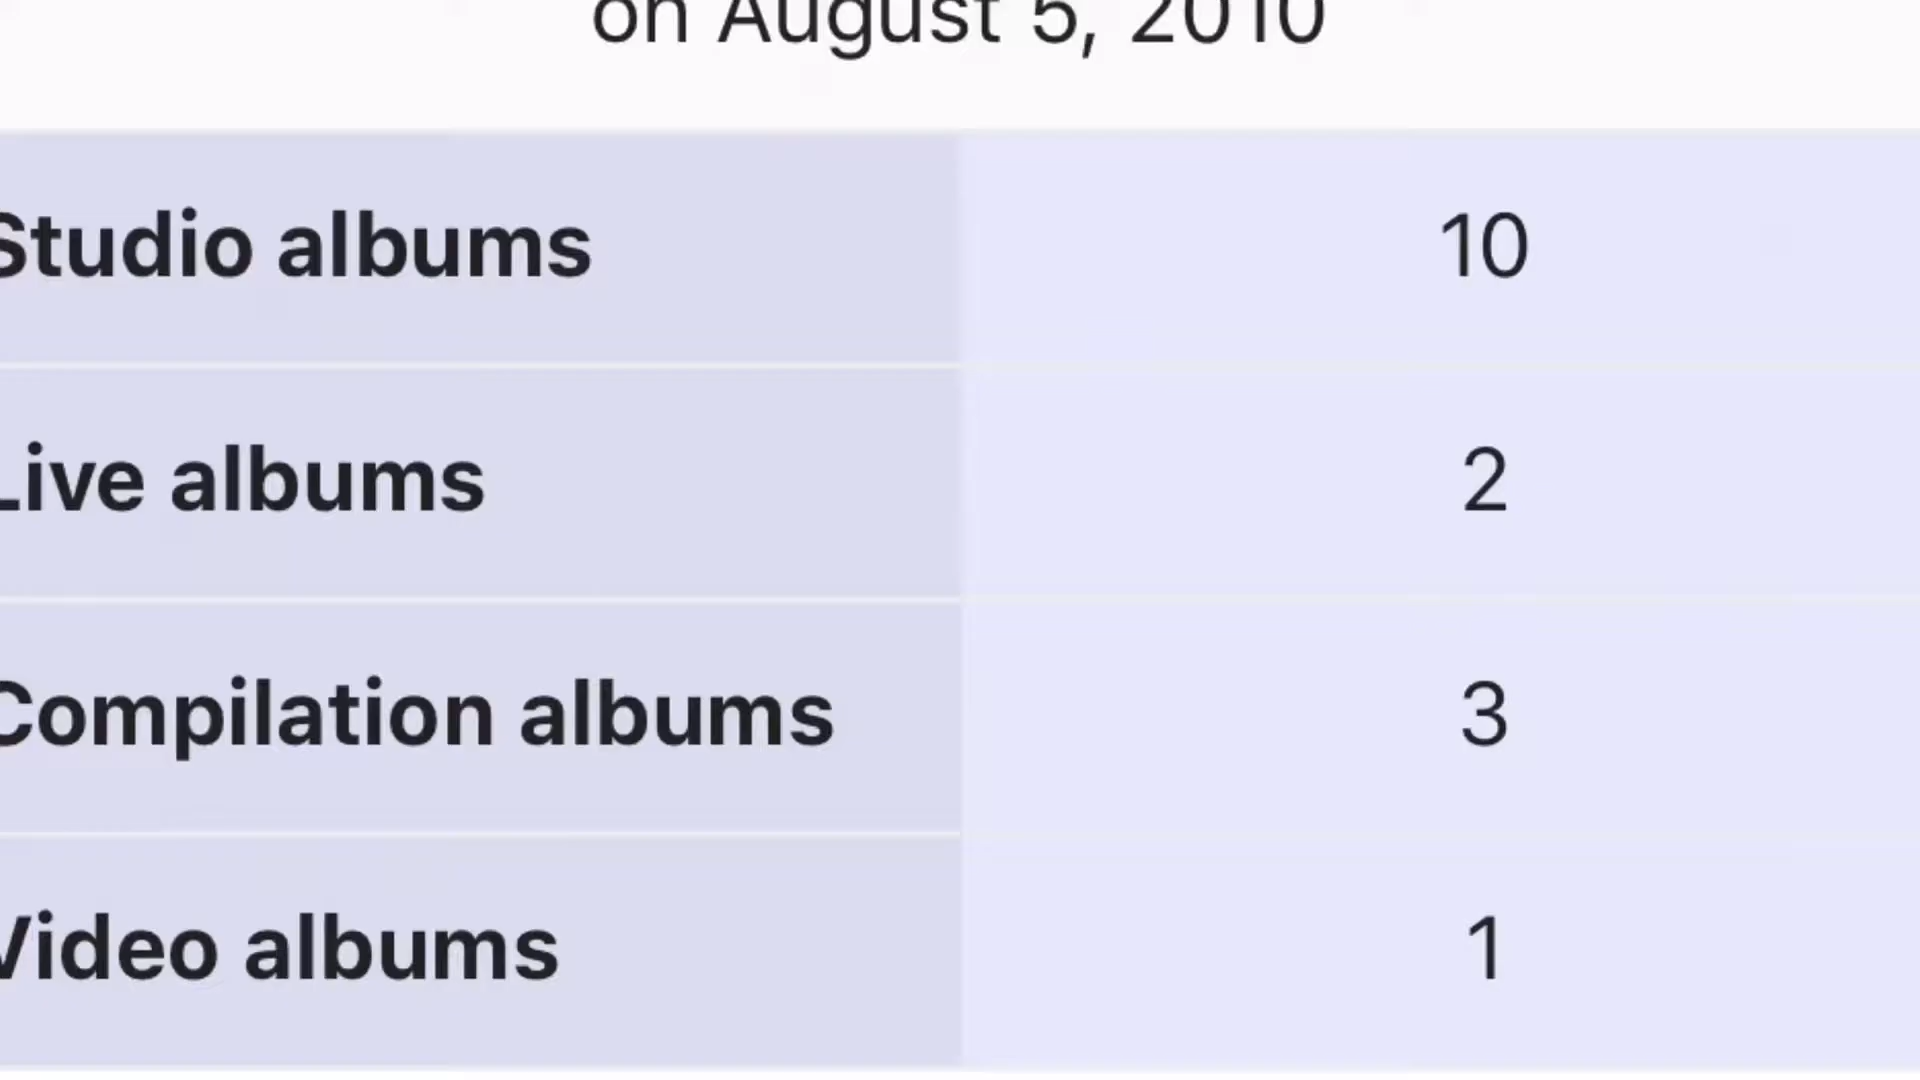 on August 5, 2010
Studio albums 10
Live albums 2
Compilation albums 3
Video albums 1